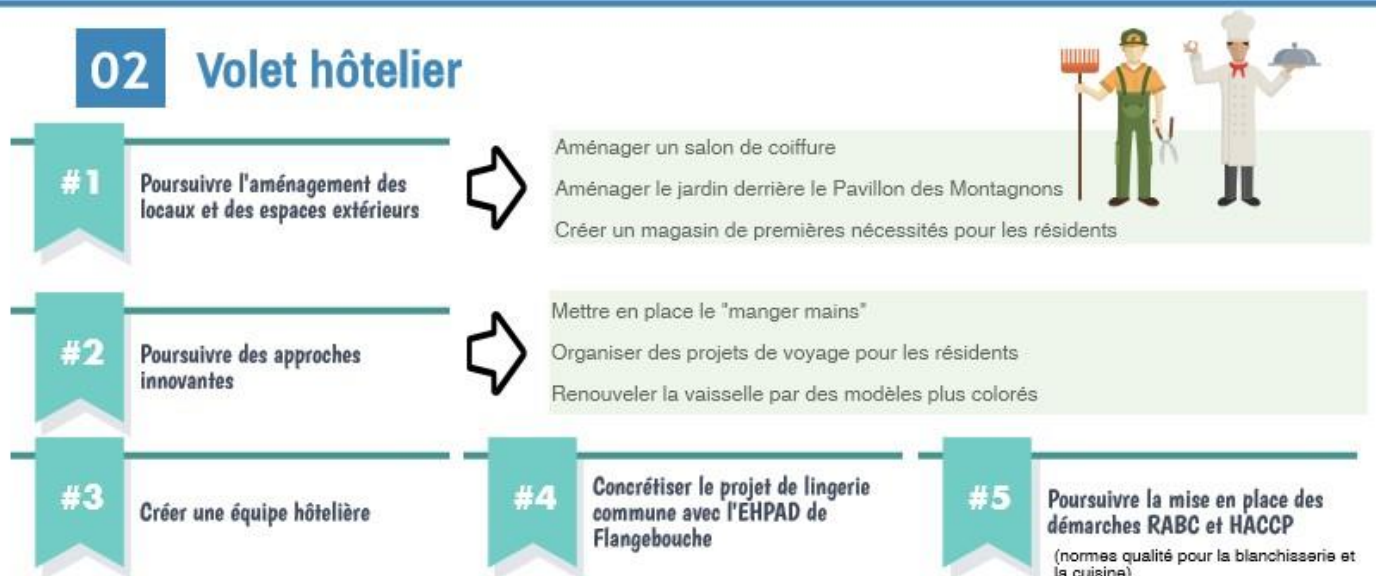 02 Volet hôtelier
#1
Poursuivre l'aménagement des
locaux et des espaces extérieurs
Aménager un salon de coiffure
Aménager le jardin derrière le Pavillon des Montagnons
Créer un magasin de premières nécessités pour les résidents
#2
Poursuivre des approches
innovantes
Mettre en place le "manger mains"
Organiser des projets de voyage pour les résidents
Renouveler la vaisselle par des modèles plus colorés
#3
Créer une équipe hôtelière
#4
Concrétiser le projet de lingerie
commune avec l'EHPAD de
Flangebouche
#5
Poursuivre la mise en place des
démarches RABC et HACCP
(normes qualité pour la blanchisserie et
la cuisine)